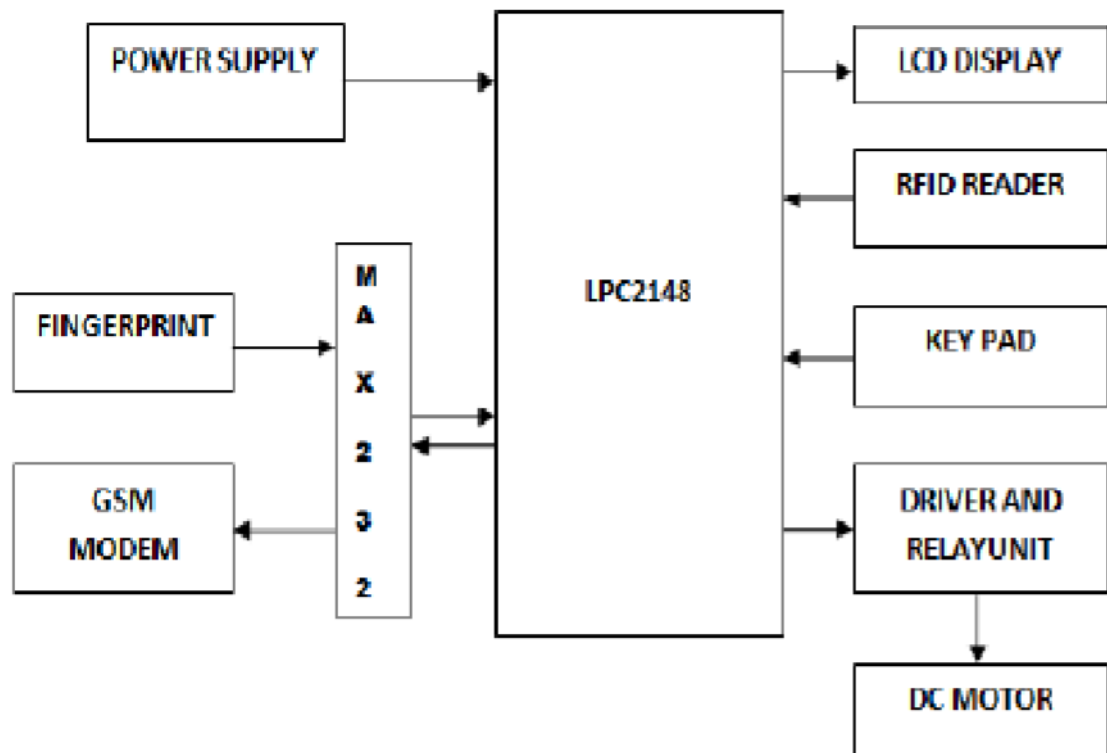 POWER SUPPLY
LCD DISPLAY
RFID READER
M
A
X
2
3
2
LPC2148
FINGERPRINT
KEY PAD
GSM
MODEM
DRIVER AND
RELAYUNIT
DC MOTOR